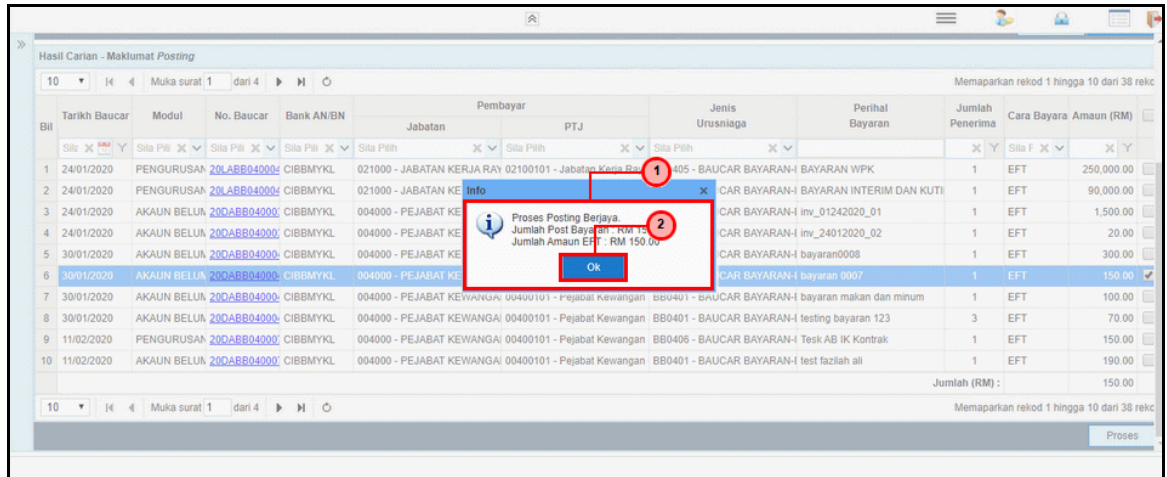 Hasil Carian - Maklumat Posting
10 Muka surat 1 dari 4 Memaparkan rekod 1 hingga 10 dari 38 reko
Bil Tarikh Baucar Modul No. Baucar Bank AN/BN Pembayar Jenis Urusniaga Perihal Bayaran Jumlah Penerima Cara Bayara Amaun (RM)
Jabatan PTJ
Sila Sila Pili Sila Pili Sila Pili Sila Pilih Sila Pilih Sila Pilih Sila F
1 24/01/2020 PENGURUSAN 20LABB04000 CIBBMYKL 021000 - JABATAN KERJA RAY 02100101 - Jabatan Kerja Ray 405 - BAUCAR BAYARAN-I BAYARAN WPK 1 EFT 250,000.00
2 24/01/2020 PENGURUSAN 20LABB04000 CIBBMYKL 021000 - JABATAN KE CAR BAYARAN-I BAYARAN INTERIM DAN KUTI 1 EFT 90,000.00
3 24/01/2020 AKAUN BELUM 20DABB04000 CIBBMYKL 004000 - PEJABAT KE CAR BAYARAN-I inv_01242020_01 1 EFT 1,500.00
4 24/01/2020 AKAUN BELUM 20DABB04000 CIBBMYKL 004000 - PEJABAT KE CAR BAYARAN-I inv_24012020_02 1 EFT 20.00
5 30/01/2020 AKAUN BELUM 20DABB04000 CIBBMYKL 004000 - PEJABAT KE CAR BAYARAN-I bayaran0008 1 EFT 300.00
6 30/01/2020 AKAUN BELUM 20DABB04000 CIBBMYKL 004000 - PEJABAT KE CAR BAYARAN-I bayaran 0007 1 EFT 150.00
7 30/01/2020 AKAUN BELUM 20DABB04000 CIBBMYKL 004000 - PEJABAT KEWANGA 00400101 - Pejabat Kewangan BB0401 - BAUCAR BAYARAN-I bayaran makan dan minum 1 EFT 100.00
8 30/01/2020 AKAUN BELUM 20DABB04000 CIBBMYKL 004000 - PEJABAT KEWANGA 00400101 - Pejabat Kewangan BB0401 - BAUCAR BAYARAN-I testing bayaran 123 3 EFT 70.00
9 11/02/2020 PENGURUSAN 20DABB04000 CIBBMYKL 004000 - PEJABAT KEWANGA 00400101 - Pejabat Kewangan BB0406 - BAUCAR BAYARAN-I Tesk AB IK Kontrak 1 EFT 150.00
10 11/02/2020 AKAUN BELUM 20DABB04000 CIBBMYKL 004000 - PEJABAT KEWANGA 00400101 - Pejabat Kewangan BB0401 - BAUCAR BAYARAN-I test fazilah ali 1 EFT 190.00
Jumlah (RM) : 150.00
10 Muka surat 1 dari 4 Memaparkan rekod 1 hingga 10 dari 38 reko
Proses
Info
1
Proses Posting Berjaya.
Jumlah Post Bayaran : RM 15
Jumlah Amaun EFT : RM 150.00
2
Ok